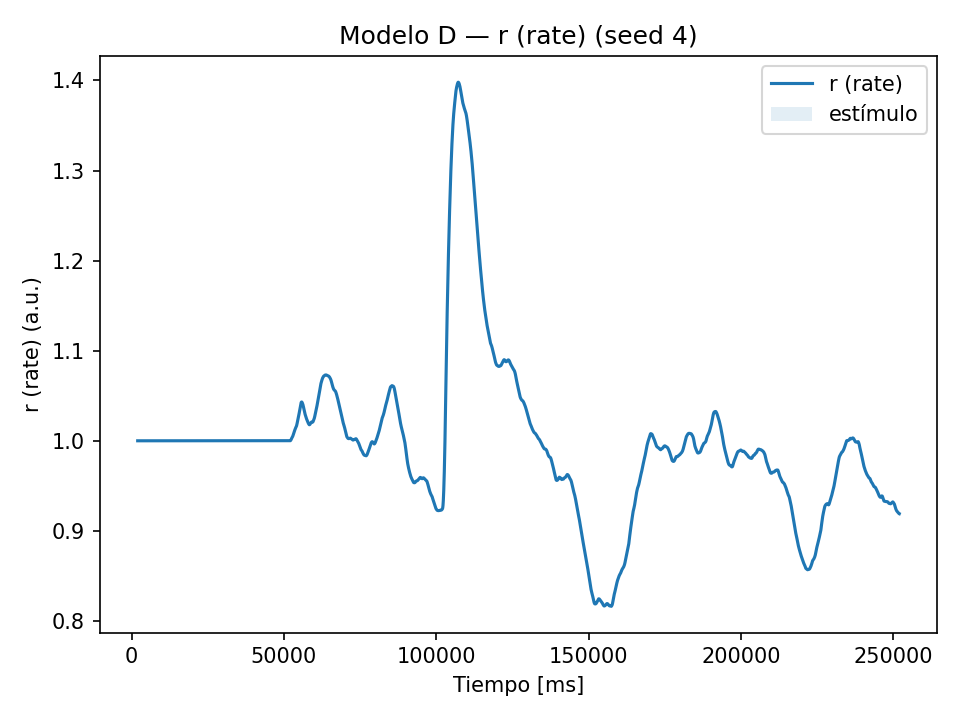 Modelo D — r (rate) (seed 4)
r (rate)
estímulo
r (rate) (a.u.)
1.4
1.3
1.2
1.1
1.0
0.9
0.8
0
50000
100000
150000
200000
250000
Tiempo [ms]